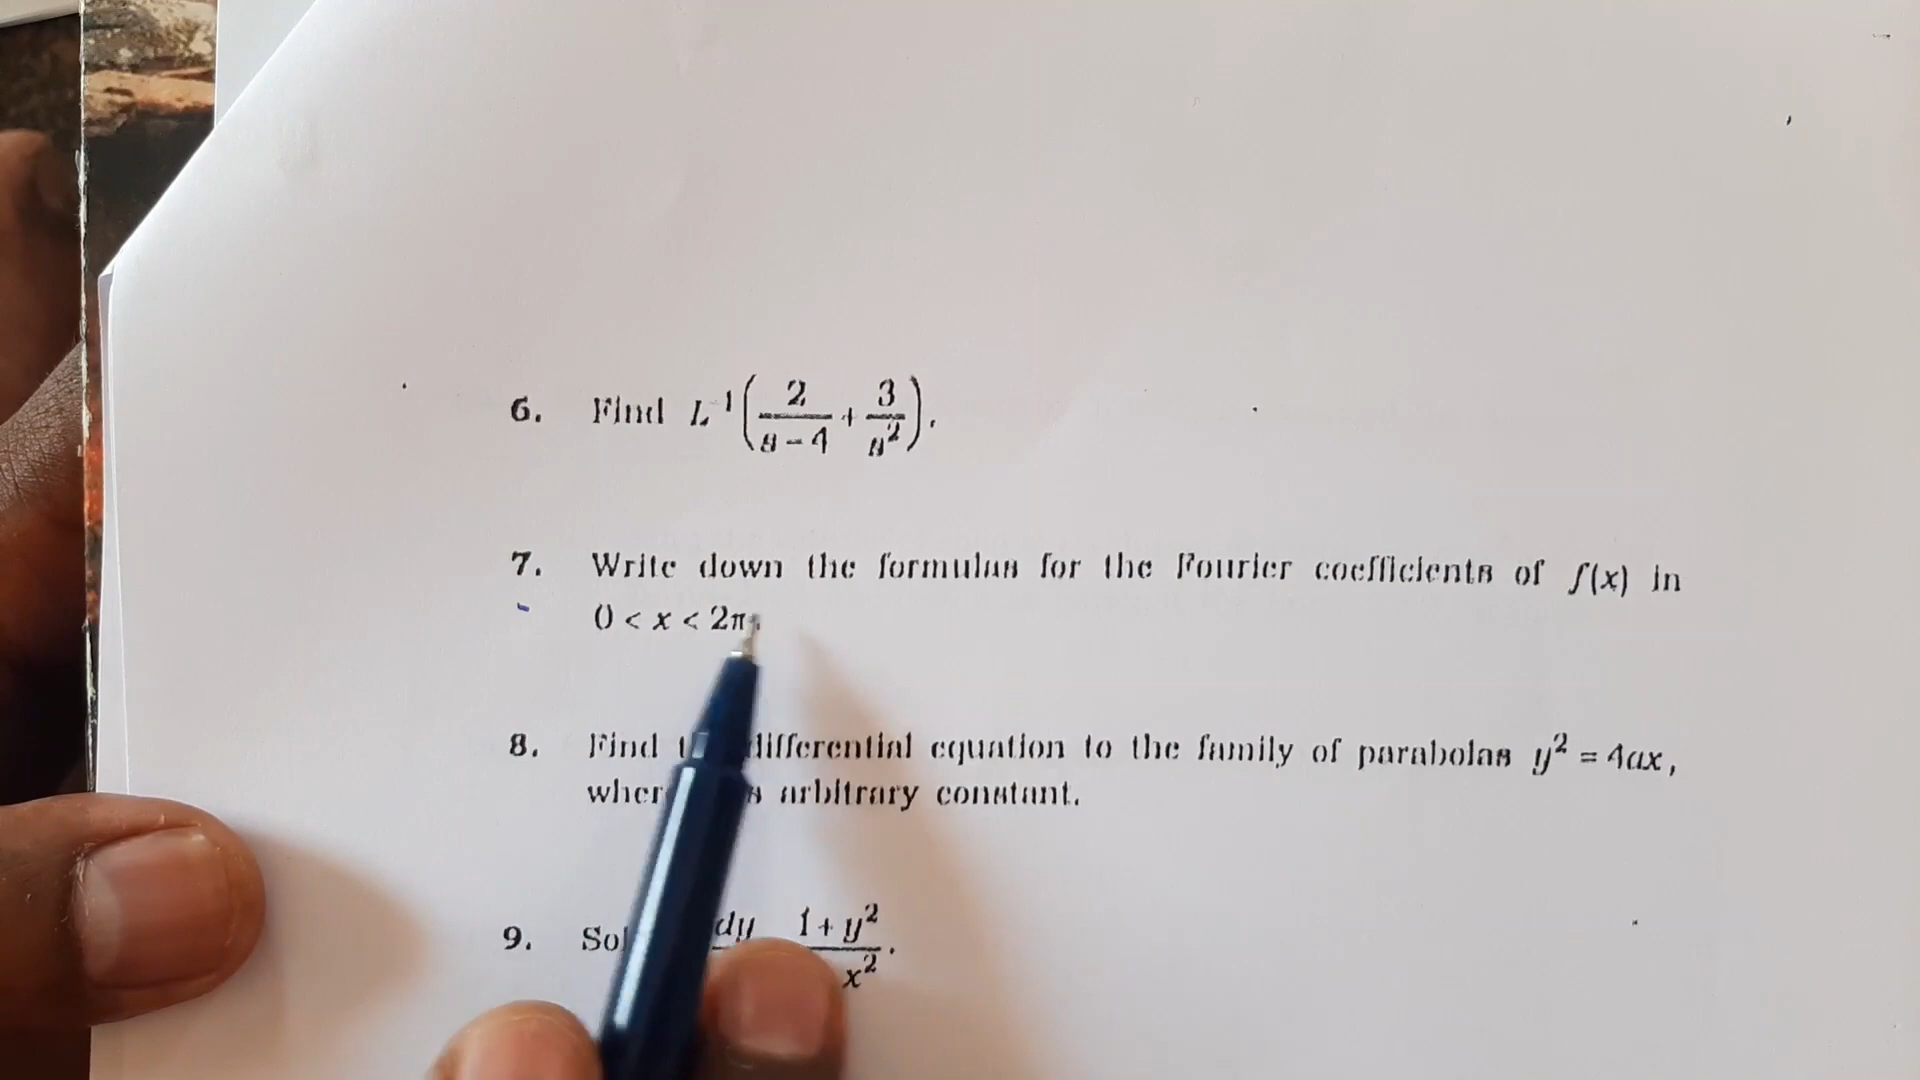 6. Find L⁻¹(2/(s−4) + 3/s²).
7. Write down the formulas for the Fourier coefficients of f(x) in
0 < x < 2π.
8. Find differential equation to the family of parabolas y² = 4ax,
arbitrary constant.
9. dy 1 + y²
x² .